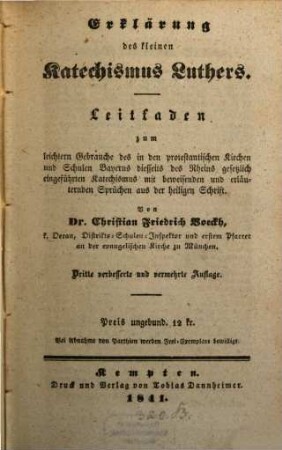 Erklärung
des kleinen
Katechismus Luthers.
Leitfaden
zum
leichtern Gebrauche des in den protestantischen Kirchen
und Schulen Bayerns diesseits des Rheins gesetzlich
eingeführten Katechismus mit beweisenden und erläu-
ternden Sprüchen aus der heiligen Schrift.
Von
Dr. Christian Friedrich Boeckh,
k. Decan, Distrikts-Schulen-Inspektor und erstem Pfarrer
an der evangelischen Kirche zu München.
Dritte verbesserte und vermehrte Auflage.
Preis ungebund. 12 kr.
Bei Abnahme von Parthien werden Frei-Exemplare bewilligt.
Kempten.
Druck und Verlag von Tobias Dannheimer.
1841.